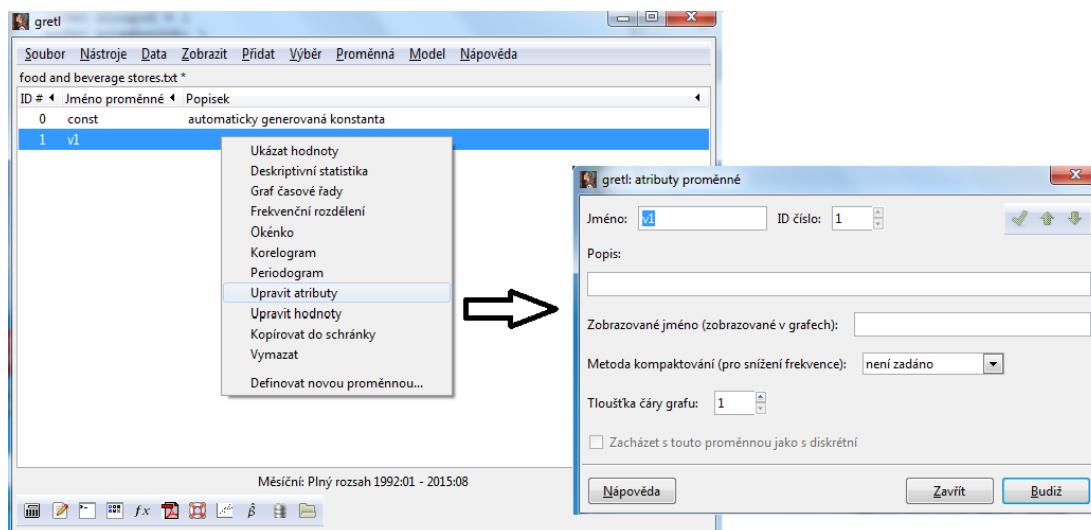 gretl
Soubor Nástroje Data Zobrazit Přidat Výběr Proměnná Model Nápověda
food and beverage stores.txt *
ID # Jméno proměnné Popisek
0 const automaticky generovaná konstanta
1 v1
Ukázat hodnoty
Deskriptivní statistika
Graf časové řady
Frekvenční rozdělení
Okénko
Korelogram
Periodogram
Upravit atributy
Upravit hodnoty
Kopírovat do schránky
Vymazat
Definovat novou proměnnou...
Měsíční: Plný rozsah 1992:01 - 2015:08
fx β̂
gretl: atributy proměnné
Jméno: v1 ID číslo: 1
Popis:
Zobrazované jméno (zobrazované v grafech):
Metoda kompaktování (pro snížení frekvence): není zadáno
Tloušťka čáry grafu: 1
Zacházet s touto proměnnou jako s diskrétní
Nápověda Zavřít Budiž